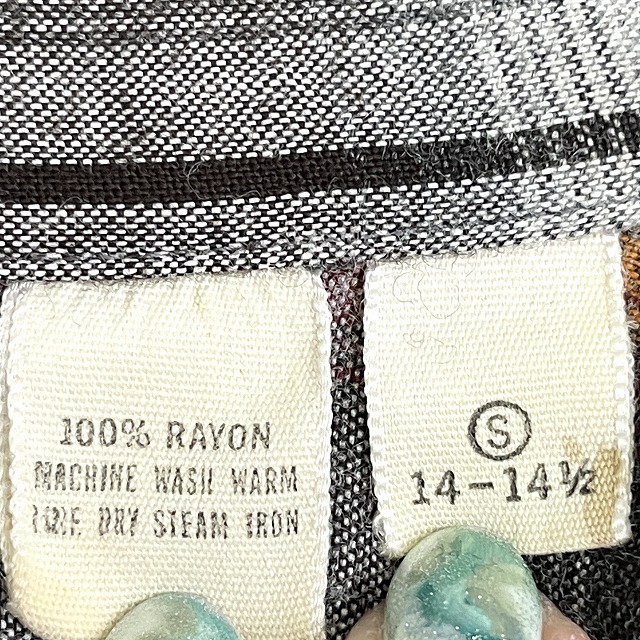 100% RAYON
MACHINE WASH WARM
LINE DRY STEAM IRON
S
14-14½